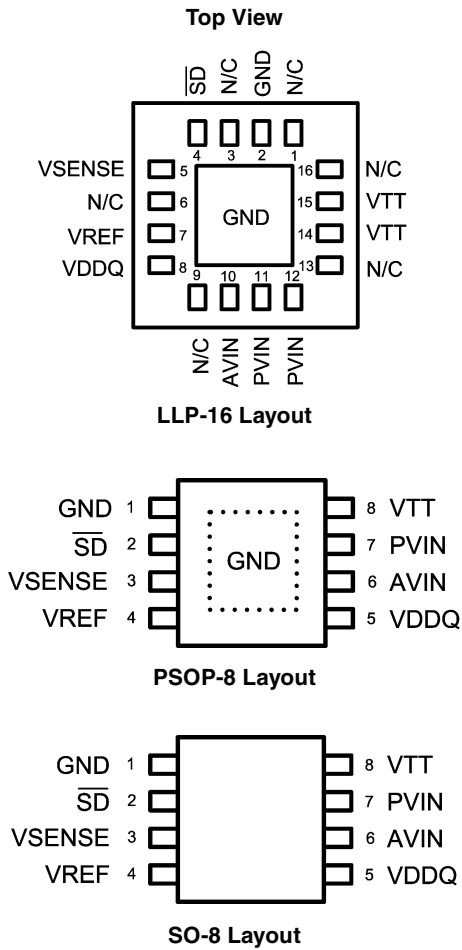 Top View
SD N/C GND N/C
4 3 2 1
VSENSE 5 16 N/C
N/C 6 15 VTT
GND
VREF 7 14 VTT
VDDQ 8 13 N/C
9 10 11 12
N/C AVIN PVIN PVIN
LLP-16 Layout
GND 1 8 VTT
SD 2 7 PVIN
GND
VSENSE 3 6 AVIN
VREF 4 5 VDDQ
PSOP-8 Layout
GND 1 8 VTT
SD 2 7 PVIN
VSENSE 3 6 AVIN
VREF 4 5 VDDQ
SO-8 Layout